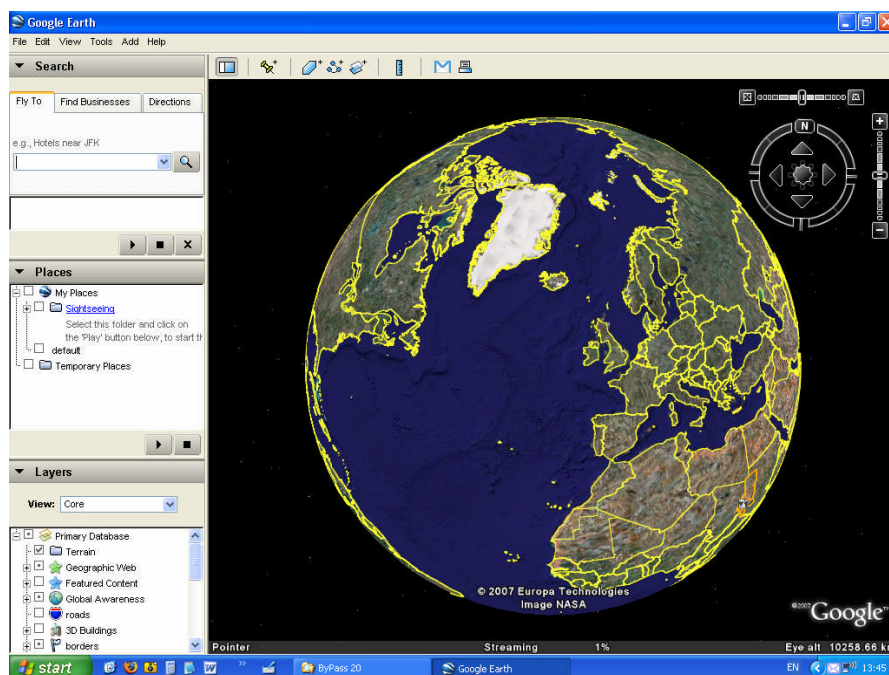 Google Earth
File Edit View Tools Add Help
Search
Fly To Find Businesses Directions
e.g., Hotels near JFK
Places
My Places
Sightseeing
Select this folder and click on
the 'Play' button below, to start th
default
Temporary Places
Layers
View: Core
Primary Database
Terrain
Geographic Web
Featured Content
Global Awareness
roads
3D Buildings
borders
N
© 2007 Europa Technologies
Image NASA
©2007 Google™
Pointer Streaming 1% Eye alt 10258.66 km
start ByPass 20 Google Earth EN 13:45